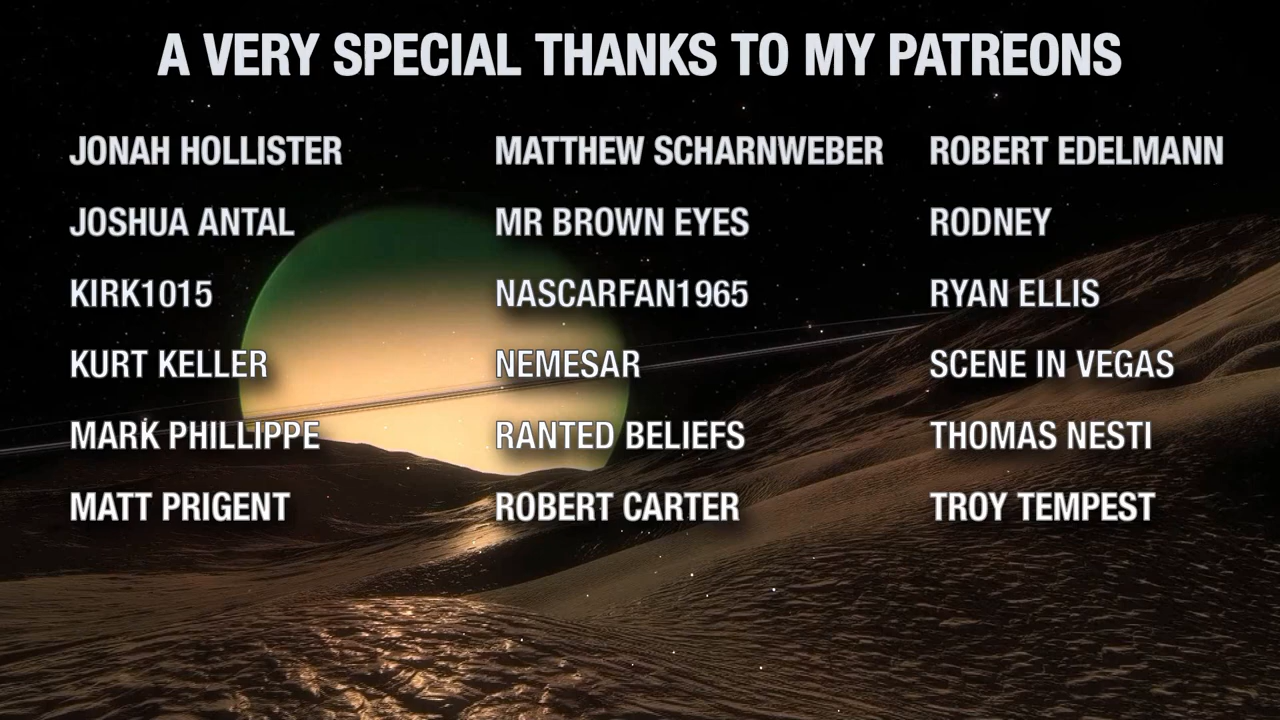 A VERY SPECIAL THANKS TO MY PATREONS
JONAH HOLLISTER
JOSHUA ANTAL
KIRK1015
KURT KELLER
MARK PHILLIPPE
MATT PRIGENT
MATTHEW SCHARNWEBER
MR BROWN EYES
NASCARFAN1965
NEMESAR
RANTED BELIEFS
ROBERT CARTER
ROBERT EDELMANN
RODNEY
RYAN ELLIS
SCENE IN VEGAS
THOMAS NESTI
TROY TEMPEST